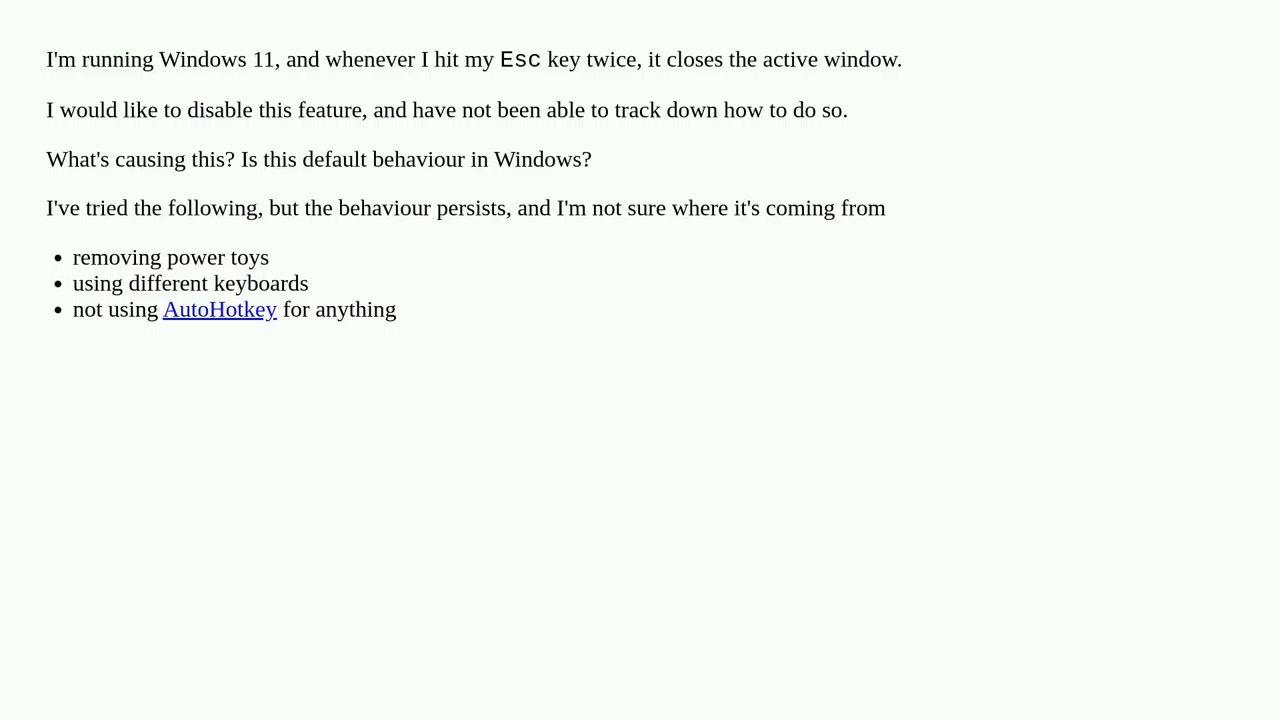 I'm running Windows 11, and whenever I hit my Esc key twice, it closes the active window.
I would like to disable this feature, and have not been able to track down how to do so.
What's causing this? Is this default behaviour in Windows?
I've tried the following, but the behaviour persists, and I'm not sure where it's coming from
• removing power toys
• using different keyboards
• not using AutoHotkey for anything